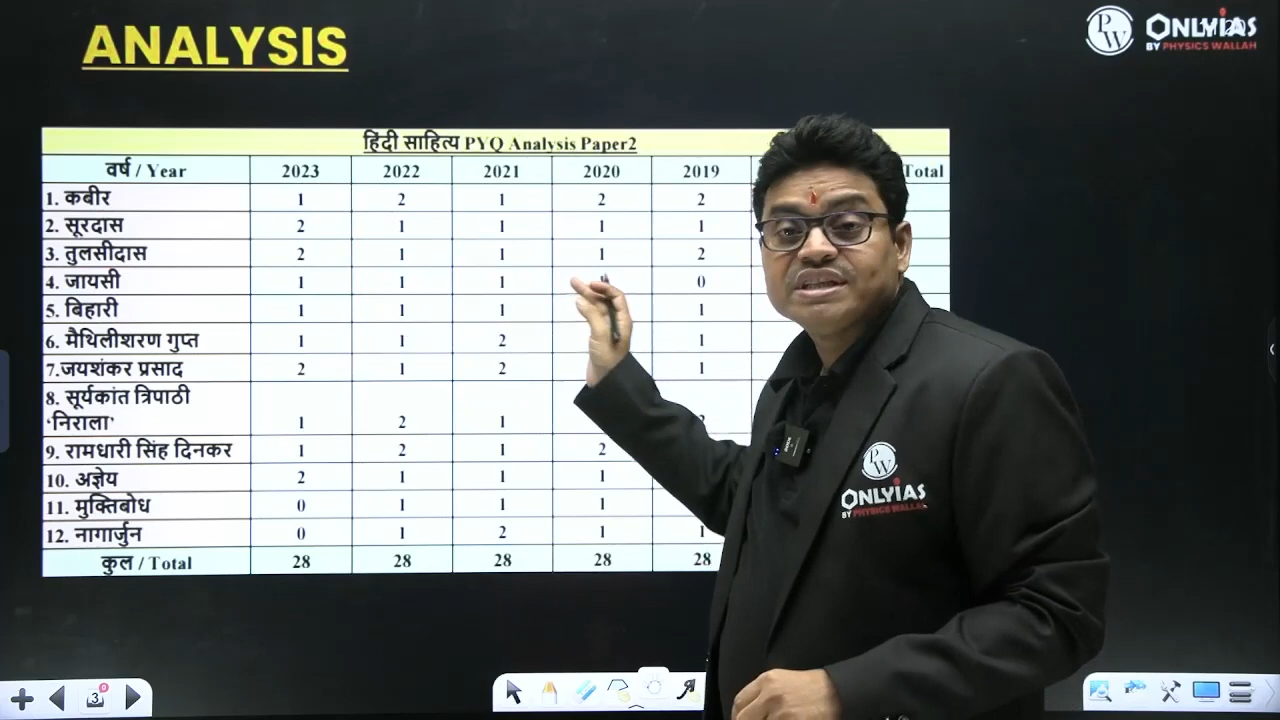 ANALYSIS
PW ONLYIAS
BY PHYSICS WALLAH
हिंदी साहित्य PYQ Analysis Paper2
वर्ष / Year 2023 2022 2021 2020 2019 Total
1. कबीर 1 2 1 2 2
2. सूरदास 2 1 1 1 1
3. तुलसीदास 2 1 1 1 2
4. जायसी 1 1 1 0
5. बिहारी 1 1 1 1
6. मैथिलीशरण गुप्त 1 1 2 1
7.जयशंकर प्रसाद 2 1 2 1
8. सूर्यकांत त्रिपाठी
‘निराला’ 1 2 1
9. रामधारी सिंह दिनकर 1 2 1 2
10. अज्ञेय 2 1 1 1
11. मुक्तिबोध 0 1 1 1
12. नागार्जुन 0 1 2 1 1
कुल / Total 28 28 28 28 28
PW
ONLYIAS
BY PHYSICS WALLAH
3